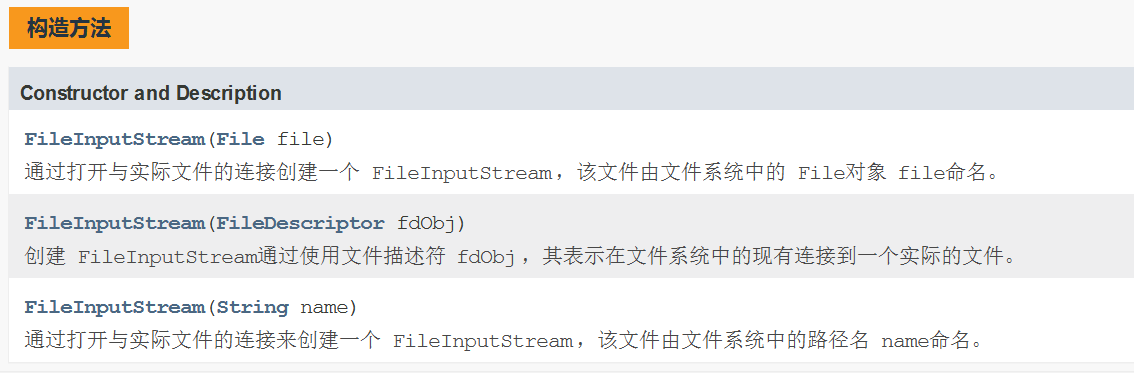 构造方法
Constructor and Description
FileInputStream(File file)
通过打开与实际文件的连接创建一个 FileInputStream，该文件由文件系统中的 File对象 file命名。
FileInputStream(FileDescriptor fdObj)
创建 FileInputStream通过使用文件描述符 fdObj，其表示在文件系统中的现有连接到一个实际的文件。
FileInputStream(String name)
通过打开与实际文件的连接来创建一个 FileInputStream，该文件由文件系统中的路径名 name命名。